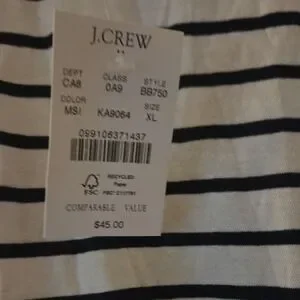 J.CREW
DEPT CLASS STYLE
CA8 0A9 BB750
COLOR SIZE
MSI KA9064 XL
099106371437
RECYCLED
Paper
FSC
COMPARABLE VALUE
$45.00